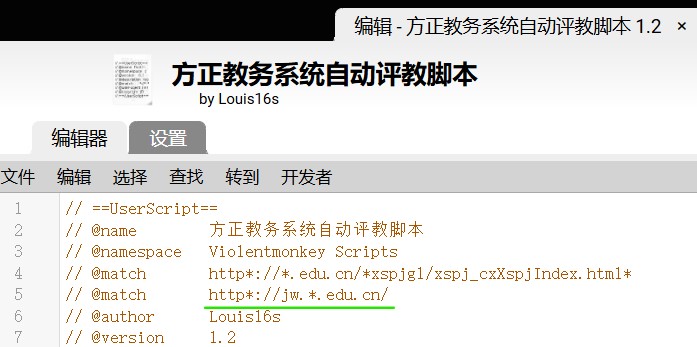 编辑 - 方正教务系统自动评教脚本 1.2 ×
方正教务系统自动评教脚本
by Louis16s
编辑器 设置
文件 编辑 选择 查找 转到 开发者
1 // ==UserScript==
2 // @name 方正教务系统自动评教脚本
3 // @namespace Violentmonkey Scripts
4 // @match http*://*.edu.cn/*xspjgl/xspj_cxXspjIndex.html*
5 // @match http*://jw.*.edu.cn/
6 // @author Louis16s
7 // @version 1.2